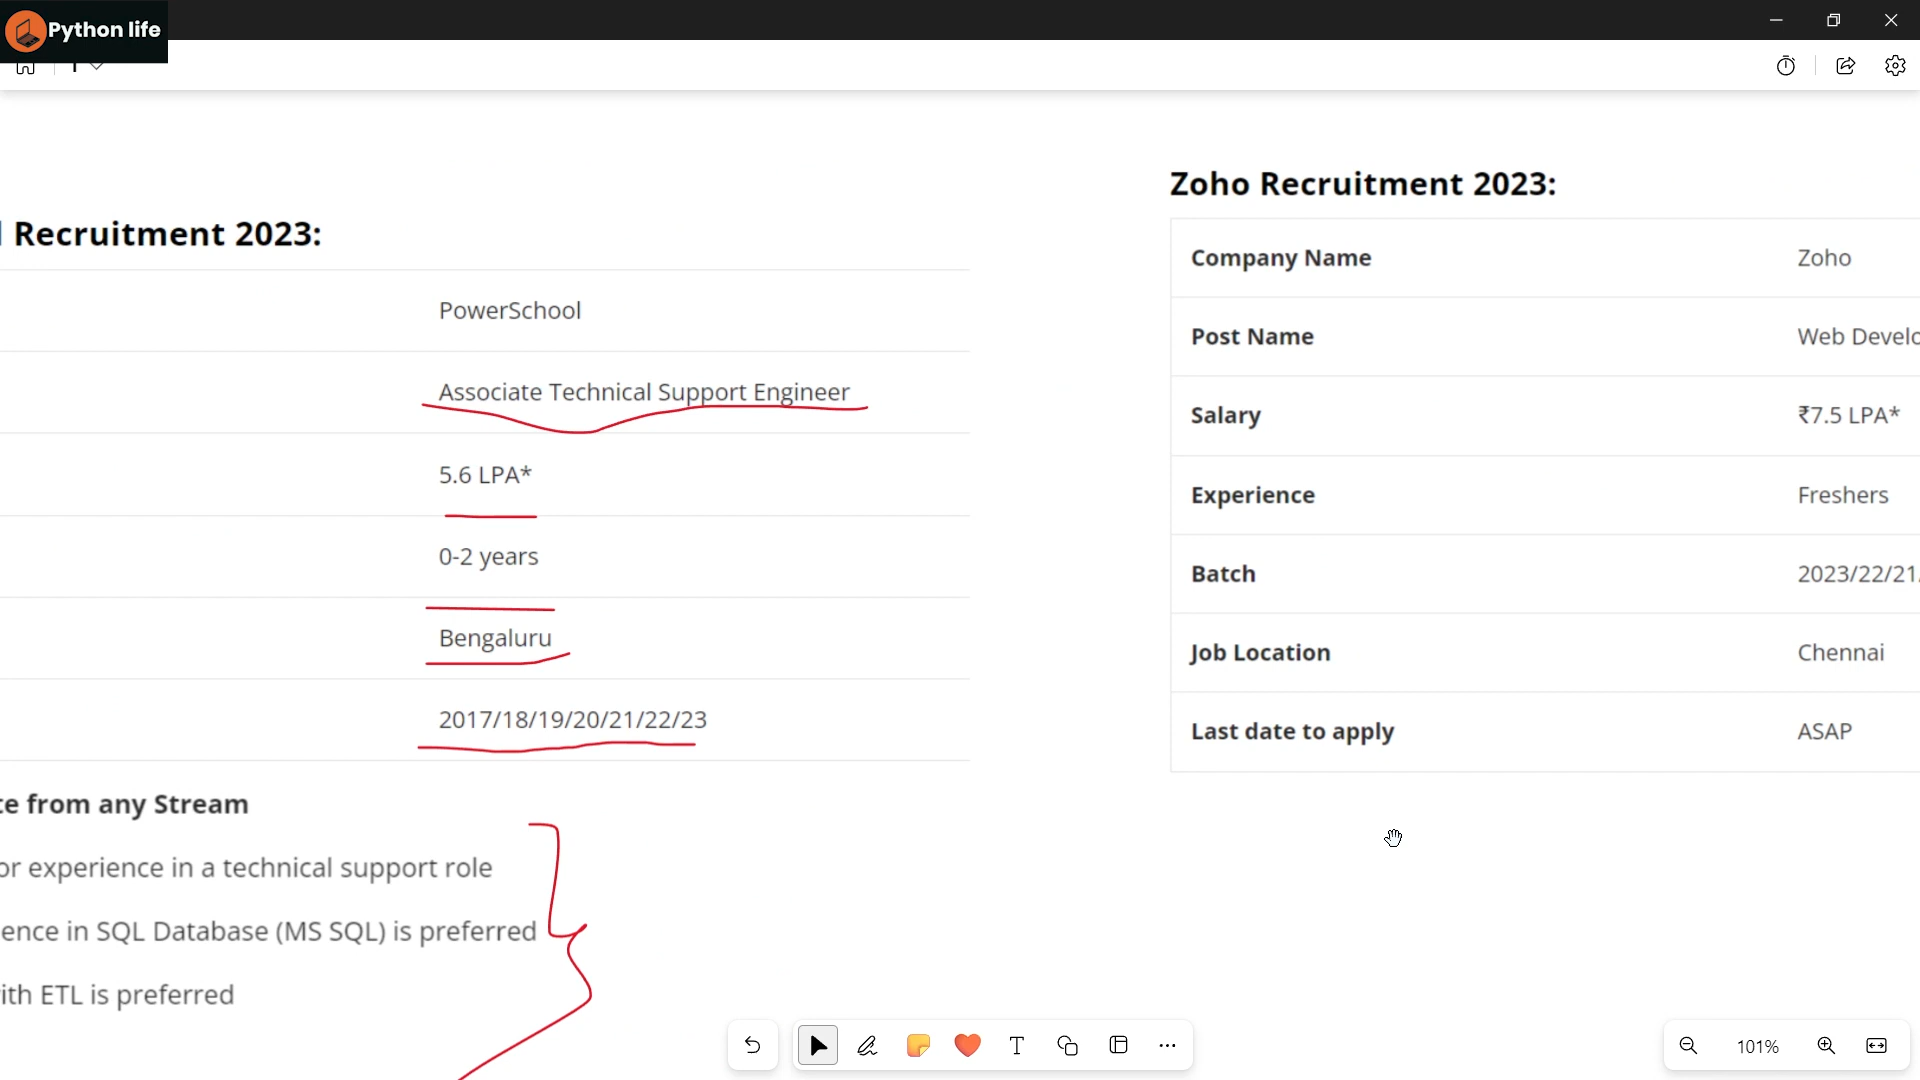 Python life
Recruitment 2023:
PowerSchool
Associate Technical Support Engineer
5.6 LPA*
0-2 years
Bengaluru
2017/18/19/20/21/22/23
from any Stream
or experience in a technical support role
in SQL Database (MS SQL) is preferred
ETL is preferred
Zoho Recruitment 2023:
Company Name Zoho
Post Name Web
Salary ₹7.5 LPA*
Experience Freshers
Batch 2023/22/21
Job Location Chennai
Last date to apply ASAP
101%